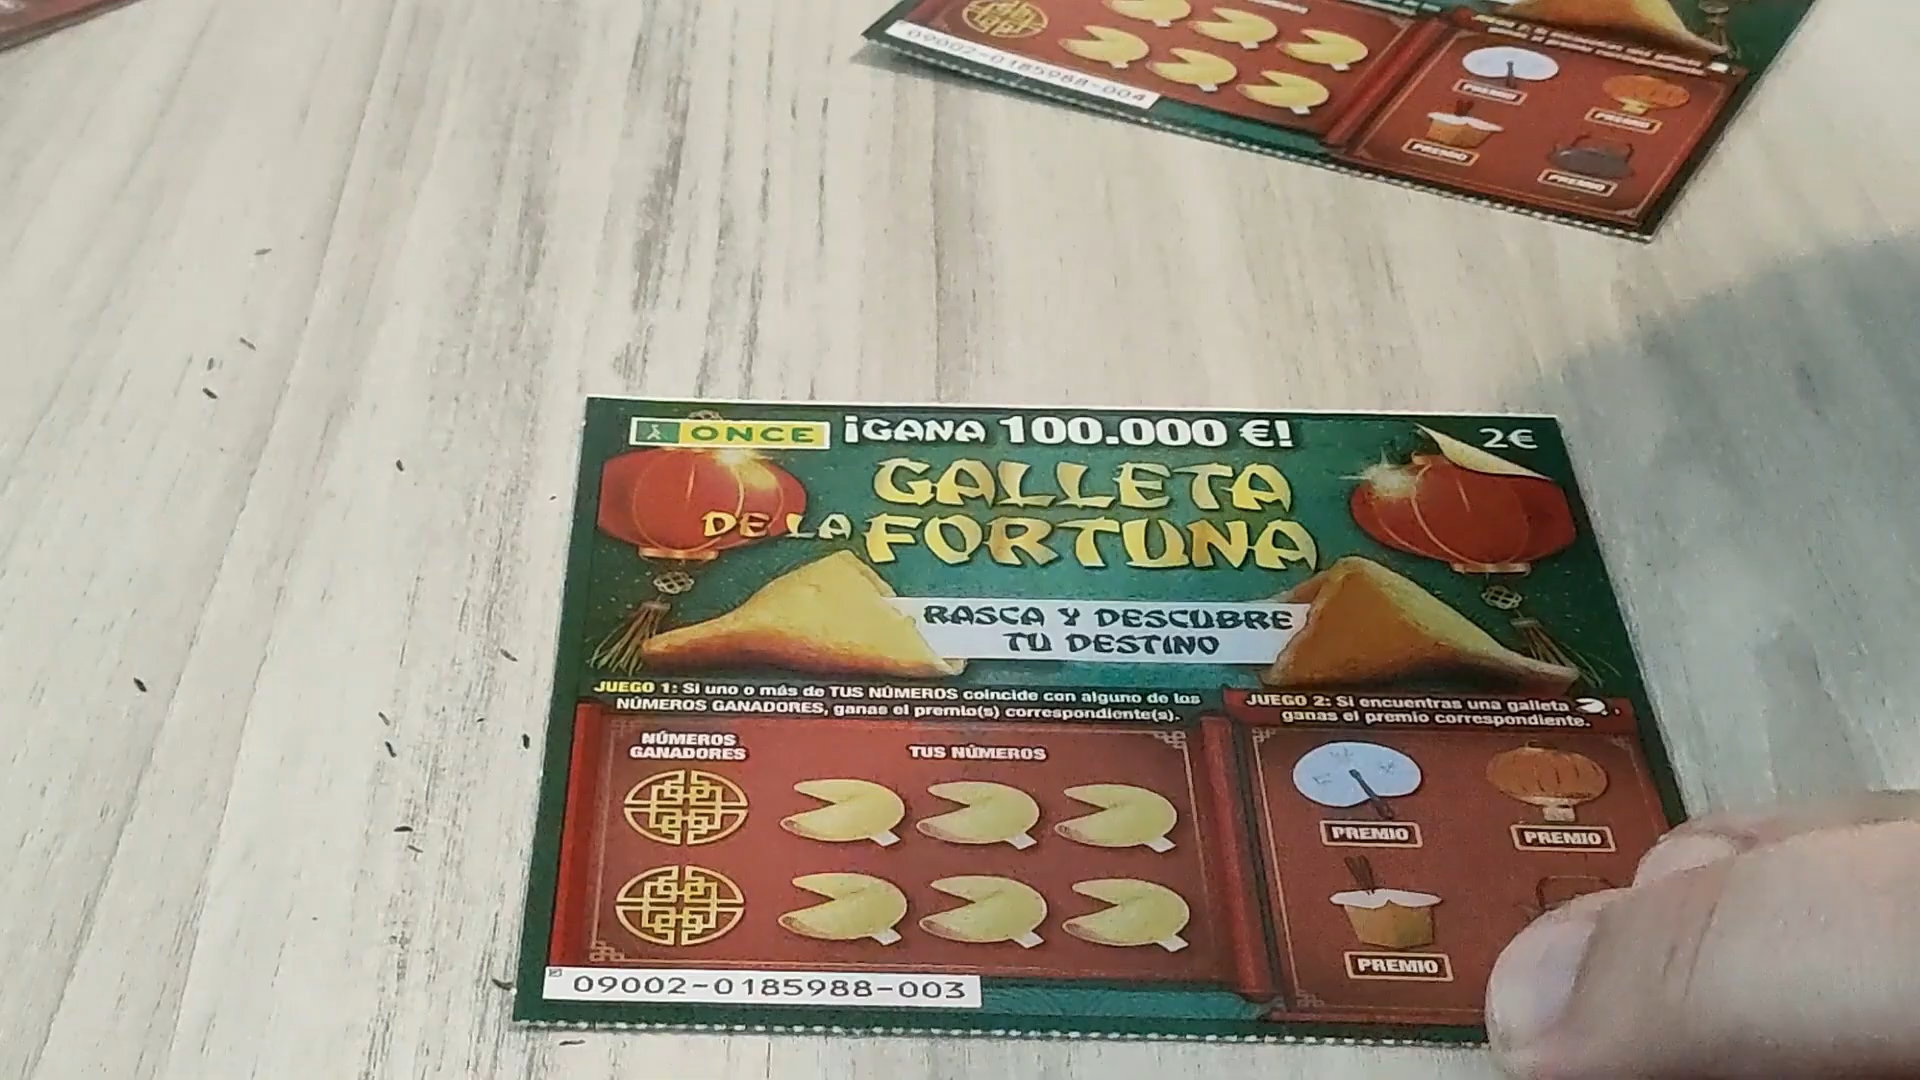 09002-0185988-004
PREMIO
PREMIO
PREMIO
PREMIO
ONCE
¡GANA 100.000 €!
2€
GALLETA
DE LA FORTUNA
RASCA Y DESCUBRE
TU DESTINO
JUEGO 1: Si uno o más de TUS NÚMEROS coincide con alguno de los
NÚMEROS GANADORES, ganas el premio(s) correspondiente(s).
JUEGO 2: Si encuentras una galleta
ganas el premio correspondiente.
NÚMEROS
GANADORES
TUS NÚMEROS
PREMIO
PREMIO
PREMIO
09002-0185988-003